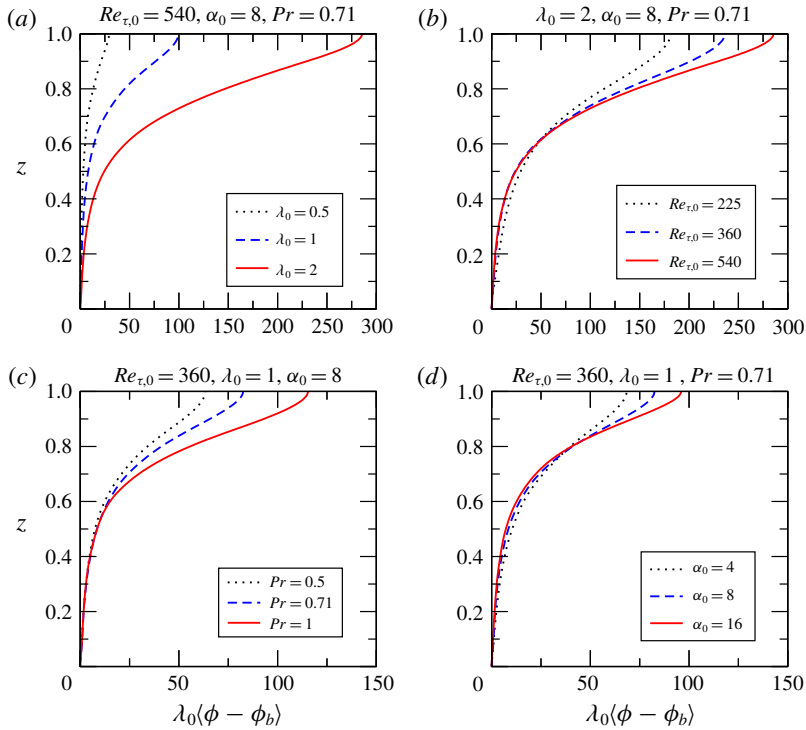 (a) Re_{τ,0} = 540, α_0 = 8, Pr = 0.71
1.0
0.8
0.6
z
0.4
0.2
0 50 100 150 200 250 300
λ_0 = 0.5
λ_0 = 1
λ_0 = 2
(b) λ_0 = 2, α_0 = 8, Pr = 0.71
1.0
0.8
0.6
0.4
0.2
0 50 100 150 200 250 300
Re_{τ,0} = 225
Re_{τ,0} = 360
Re_{τ,0} = 540
(c) Re_{τ,0} = 360, λ_0 = 1, α_0 = 8
1.0
0.8
0.6
z
0.4
0.2
0 50 100 150
Pr = 0.5
Pr = 0.71
Pr = 1
λ_0⟨ϕ − ϕ_b⟩
(d) Re_{τ,0} = 360, λ_0 = 1 , Pr = 0.71
1.0
0.8
0.6
0.4
0.2
0 50 100 150
α_0 = 4
α_0 = 8
α_0 = 16
λ_0⟨ϕ − ϕ_b⟩